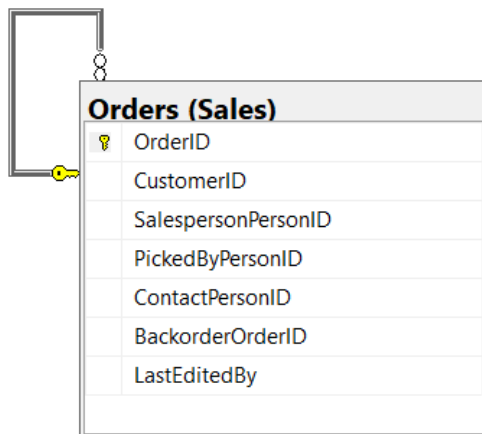 Orders (Sales)
OrderID
CustomerID
SalespersonPersonID
PickedByPersonID
ContactPersonID
BackorderOrderID
LastEditedBy